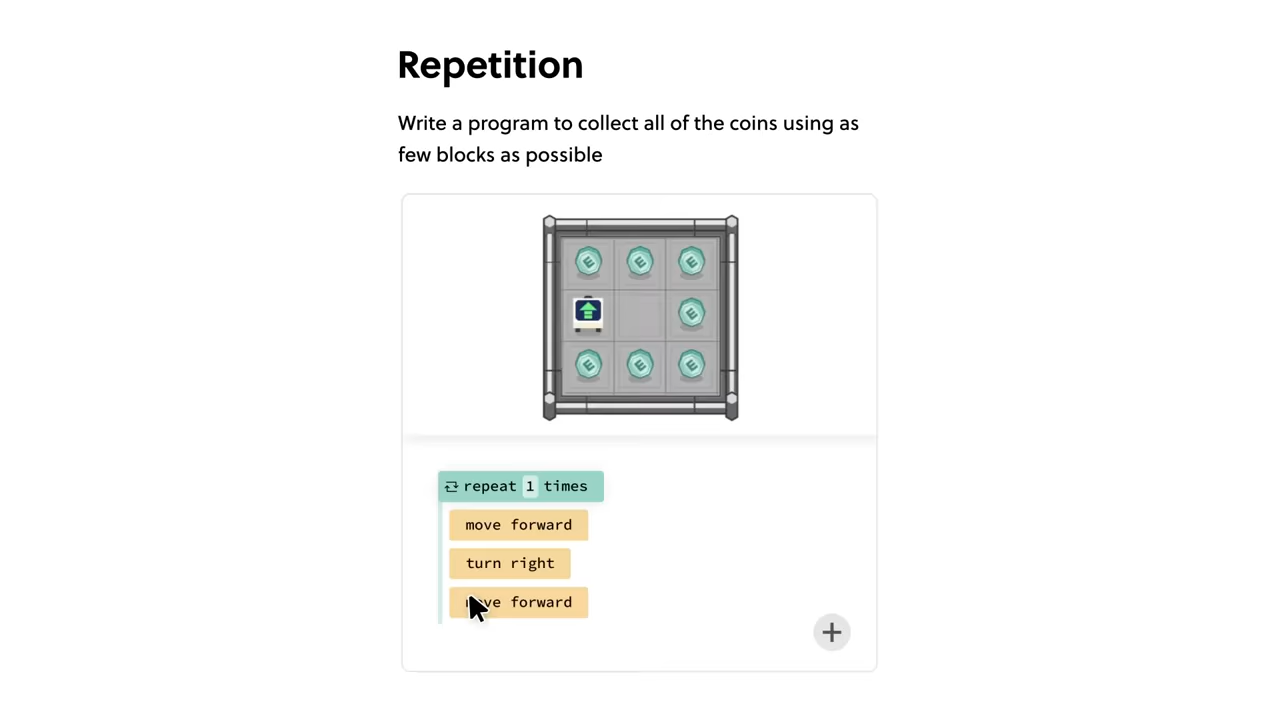 Repetition
Write a program to collect all of the coins using as
few blocks as possible
E E E
E
E E E
repeat 1 times
move forward
turn right
move forward